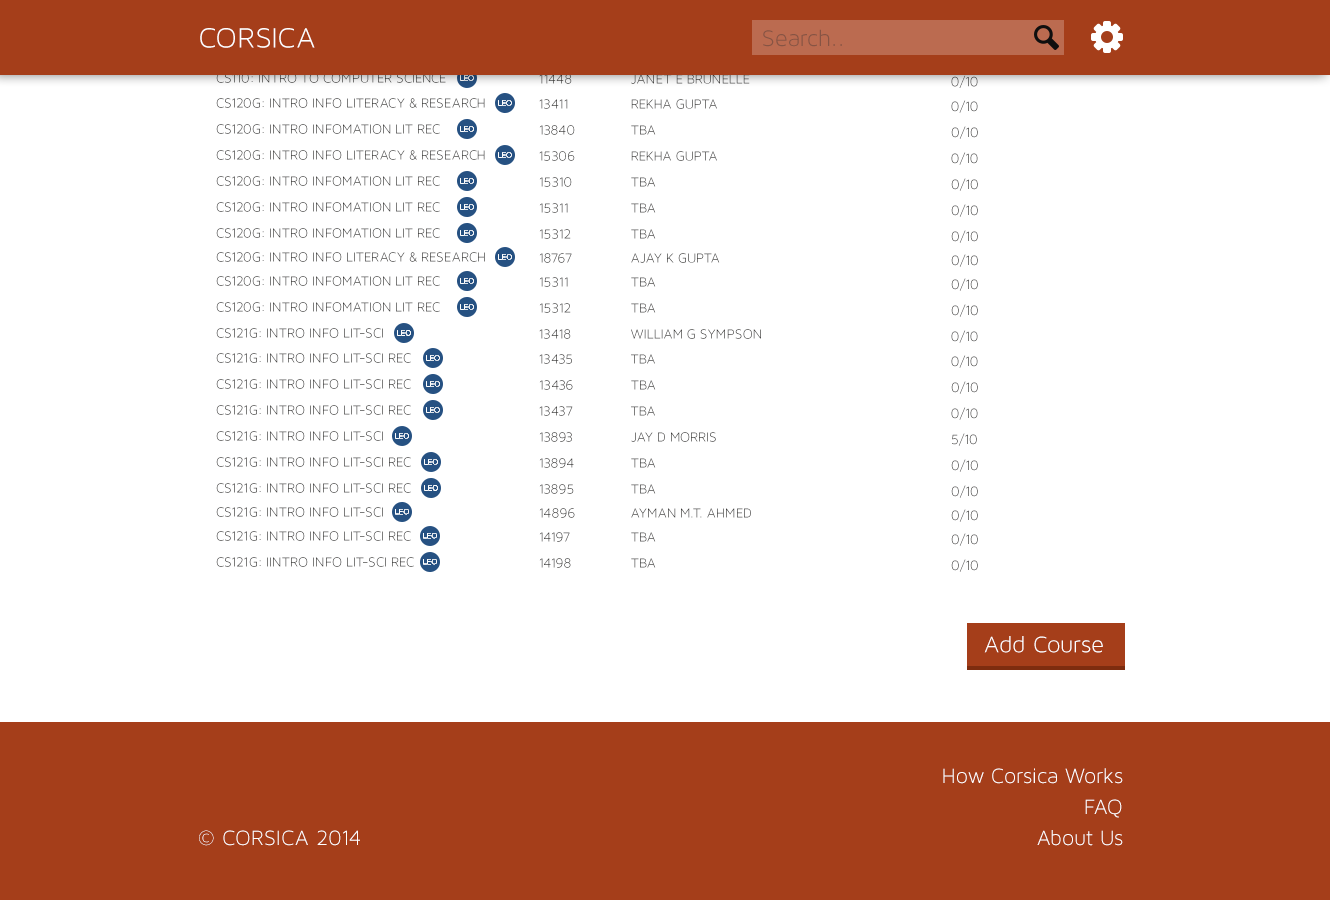 CORSICA
Search..
CS110: INTRO TO COMPUTER SCIENCE LEO 11448 JANET E BRUNELLE 0/10
CS120G: INTRO INFO LITERACY & RESEARCH LEO 13411 REKHA GUPTA 0/10
CS120G: INTRO INFOMATION LIT REC LEO 13840 TBA 0/10
CS120G: INTRO INFO LITERACY & RESEARCH LEO 15306 REKHA GUPTA 0/10
CS120G: INTRO INFOMATION LIT REC LEO 15310 TBA 0/10
CS120G: INTRO INFOMATION LIT REC LEO 15311 TBA 0/10
CS120G: INTRO INFOMATION LIT REC LEO 15312 TBA 0/10
CS120G: INTRO INFO LITERACY & RESEARCH LEO 18767 AJAY K GUPTA 0/10
CS120G: INTRO INFOMATION LIT REC LEO 15311 TBA 0/10
CS120G: INTRO INFOMATION LIT REC LEO 15312 TBA 0/10
CS121G: INTRO INFO LIT-SCI LEO 13418 WILLIAM G SYMPSON 0/10
CS121G: INTRO INFO LIT-SCI REC LEO 13435 TBA 0/10
CS121G: INTRO INFO LIT-SCI REC LEO 13436 TBA 0/10
CS121G: INTRO INFO LIT-SCI REC LEO 13437 TBA 0/10
CS121G: INTRO INFO LIT-SCI LEO 13893 JAY D MORRIS 5/10
CS121G: INTRO INFO LIT-SCI REC LEO 13894 TBA 0/10
CS121G: INTRO INFO LIT-SCI REC LEO 13895 TBA 0/10
CS121G: INTRO INFO LIT-SCI LEO 14896 AYMAN M.T. AHMED 0/10
CS121G: INTRO INFO LIT-SCI REC LEO 14197 TBA 0/10
CS121G: IINTRO INFO LIT-SCI REC LEO 14198 TBA 0/10
Add Course
How Corsica Works
FAQ
© CORSICA 2014 About Us